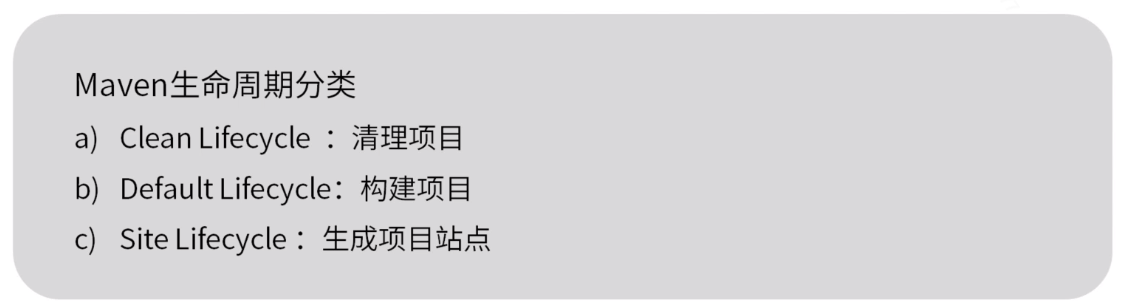 Maven生命周期分类
a) Clean Lifecycle ：清理项目
b) Default Lifecycle：构建项目
c) Site Lifecycle ：生成项目站点